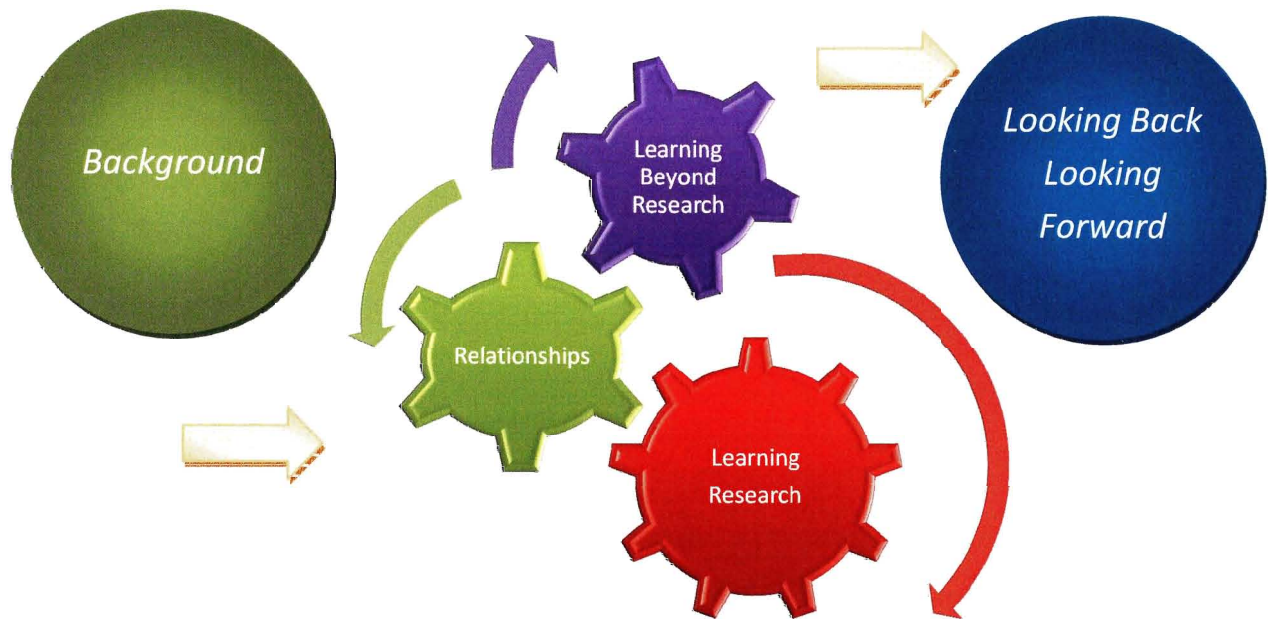 Background
Learning
Beyond
Research
Relationships
Learning
Research
Looking Back
Looking
Forward